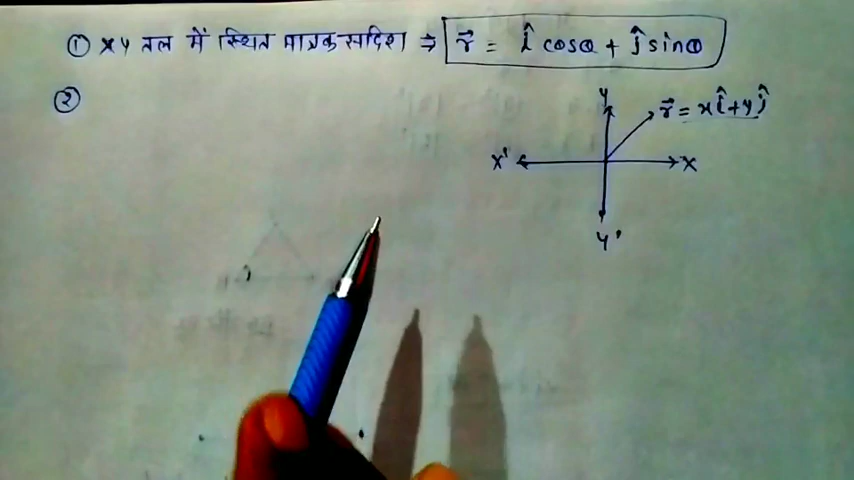 ① xy तल में स्थित मात्रक सदिश ⇒ r⃗ = î cosθ + ĵ sinθ
②
y
r⃗ = xî + yĵ
x' x
y'